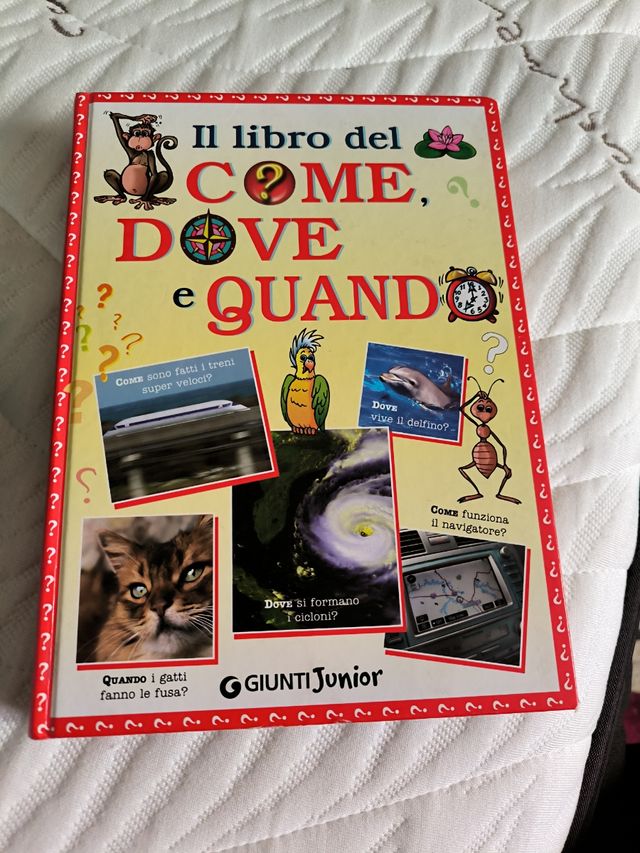 Il libro del
COME,
DOVE
e QUANDO
COME sono fatti i treni
super veloci?
DOVE
vive il delfino?
COME funziona
il navigatore?
DOVE si formano
i cicloni?
QUANDO i gatti
fanno le fusa?
GIUNTI Junior